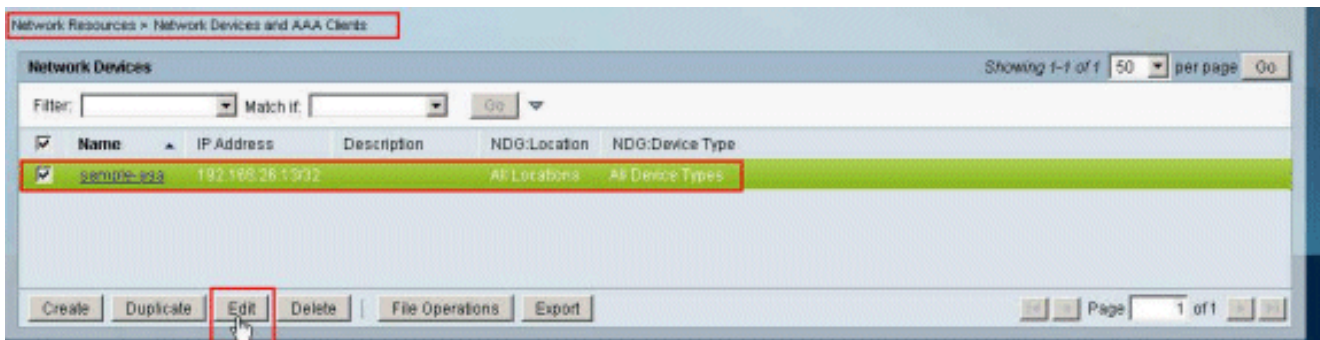 Network Resources > Network Devices and AAA Clients
Network Devices Showing 1-1 of 1 50 per page Go
Filter: Match if: Go
Name IP Address Description NDG:Location NDG:Device Type
sample-asa 192.168.26.13/32 All Locations All Device Types
Create Duplicate Edit Delete | File Operations Export Page 1 of 1